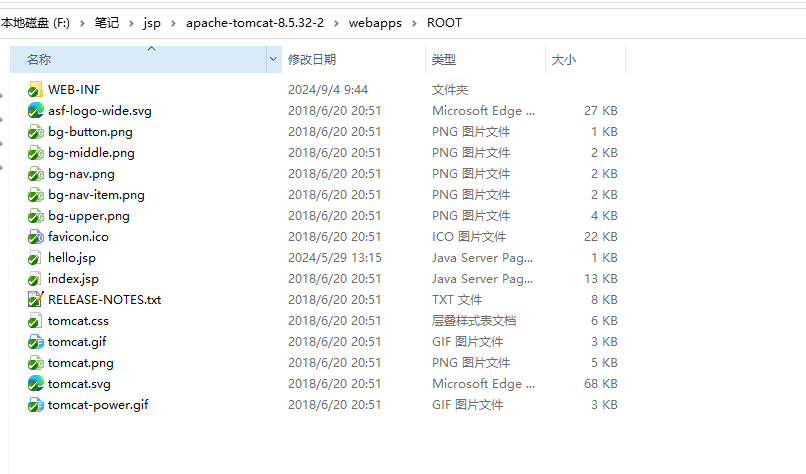 本地磁盘 (F:) > 笔记 > jsp > apache-tomcat-8.5.32-2 > webapps > ROOT
名称 修改日期 类型 大小
WEB-INF 2024/9/4 9:44 文件夹
asf-logo-wide.svg 2018/6/20 20:51 Microsoft Edge ... 27 KB
bg-button.png 2018/6/20 20:51 PNG 图片文件 1 KB
bg-middle.png 2018/6/20 20:51 PNG 图片文件 2 KB
bg-nav.png 2018/6/20 20:51 PNG 图片文件 2 KB
bg-nav-item.png 2018/6/20 20:51 PNG 图片文件 2 KB
bg-upper.png 2018/6/20 20:51 PNG 图片文件 4 KB
favicon.ico 2018/6/20 20:51 ICO 图片文件 22 KB
hello.jsp 2024/5/29 13:15 Java Server Pag... 1 KB
index.jsp 2018/6/20 20:51 Java Server Pag... 13 KB
RELEASE-NOTES.txt 2018/6/20 20:51 TXT 文件 8 KB
tomcat.css 2018/6/20 20:51 层叠样式表文档 6 KB
tomcat.gif 2018/6/20 20:51 GIF 图片文件 3 KB
tomcat.png 2018/6/20 20:51 PNG 图片文件 5 KB
tomcat.svg 2018/6/20 20:51 Microsoft Edge ... 68 KB
tomcat-power.gif 2018/6/20 20:51 GIF 图片文件 3 KB